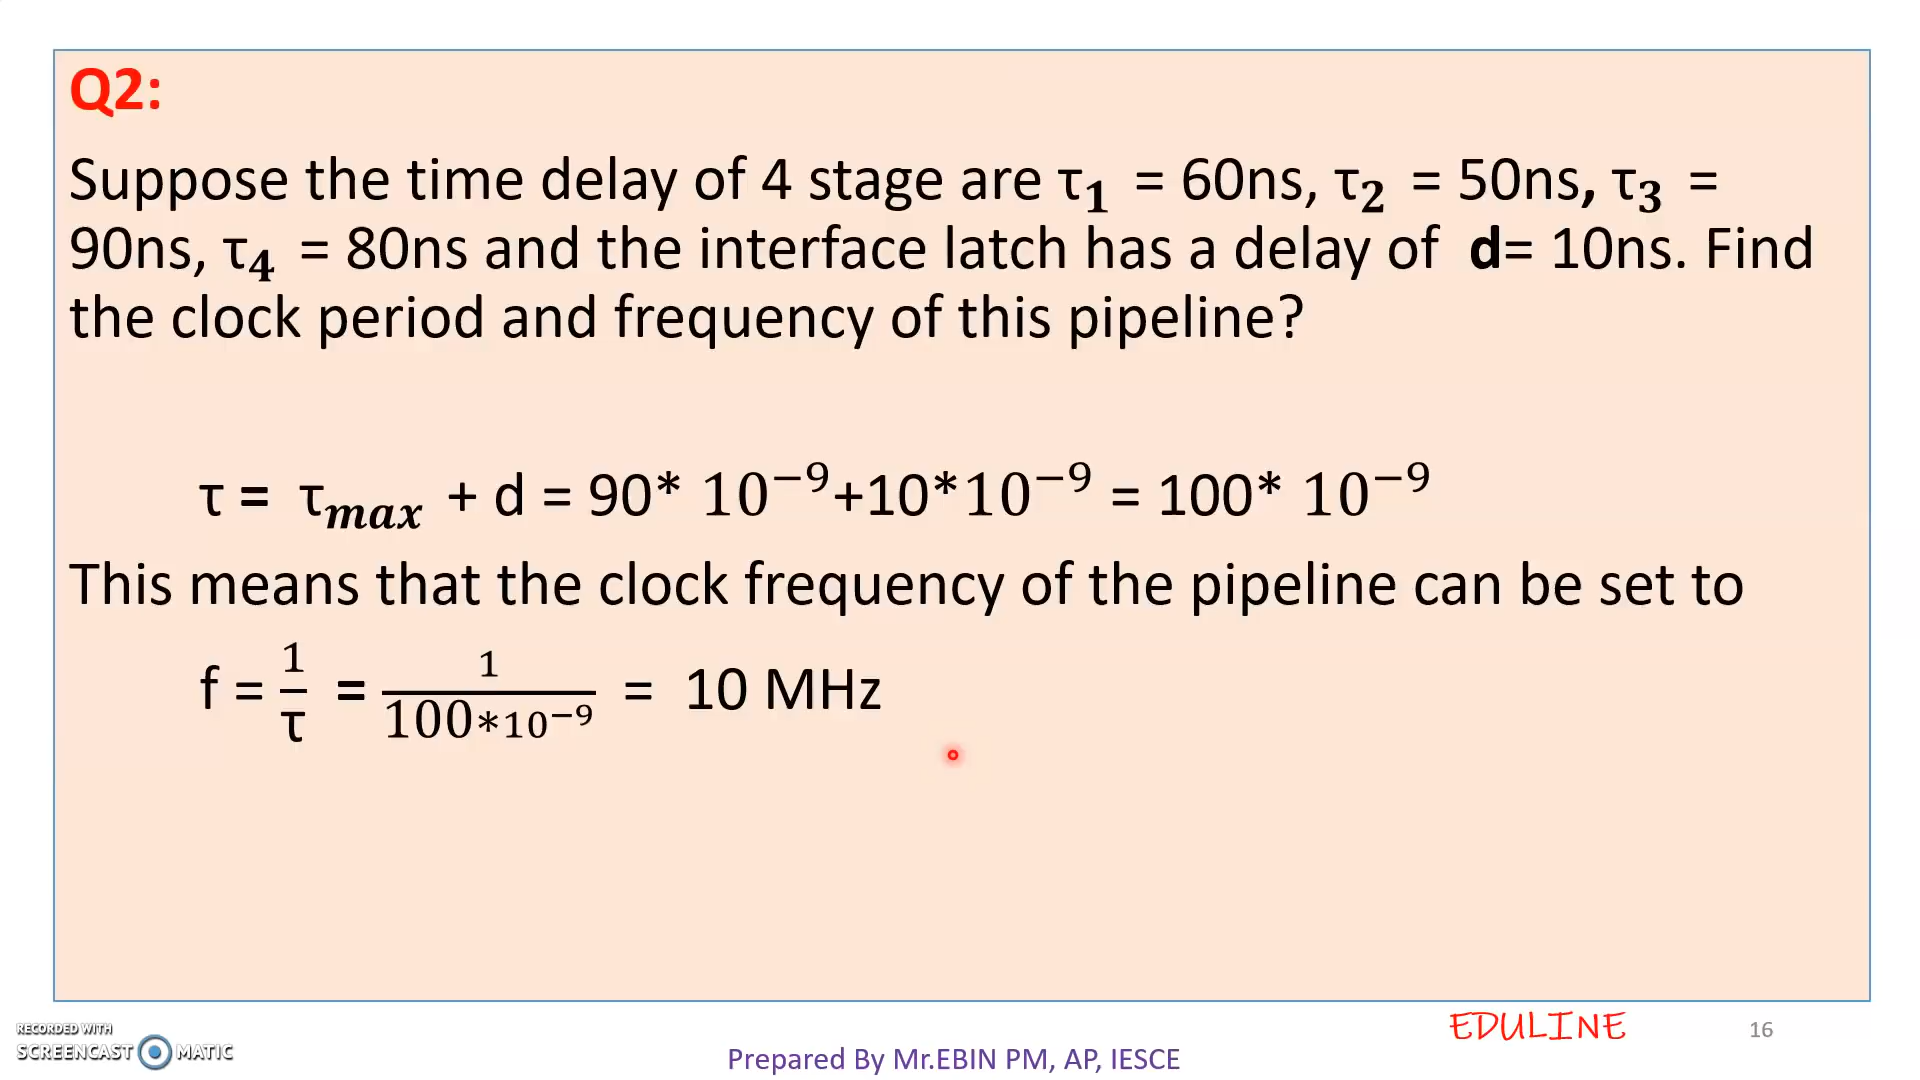 Q2:
Suppose the time delay of 4 stage are τ₁ = 60ns, τ₂ = 50ns, τ₃ =
90ns, τ₄ = 80ns and the interface latch has a delay of d= 10ns. Find
the clock period and frequency of this pipeline?
τ = τₘₐₓ + d = 90* 10⁻⁹+10*10⁻⁹ = 100* 10⁻⁹
This means that the clock frequency of the pipeline can be set to
f = 1/τ = 1/100*10⁻⁹ = 10 MHz
RECORDED WITH
SCREENCAST MATIC
EDULINE
16
Prepared By Mr.EBIN PM, AP, IESCE